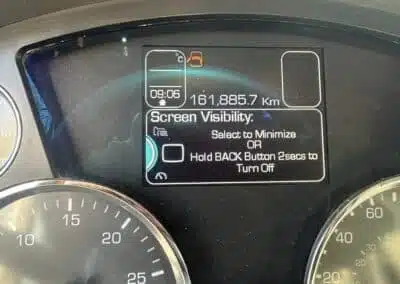 °C
09:06
161,885.7 Km
Screen Visibility:
Select to Minimize
OR
Hold BACK Button 2secs to
Turn Off
10
15
20
25
60
40
20